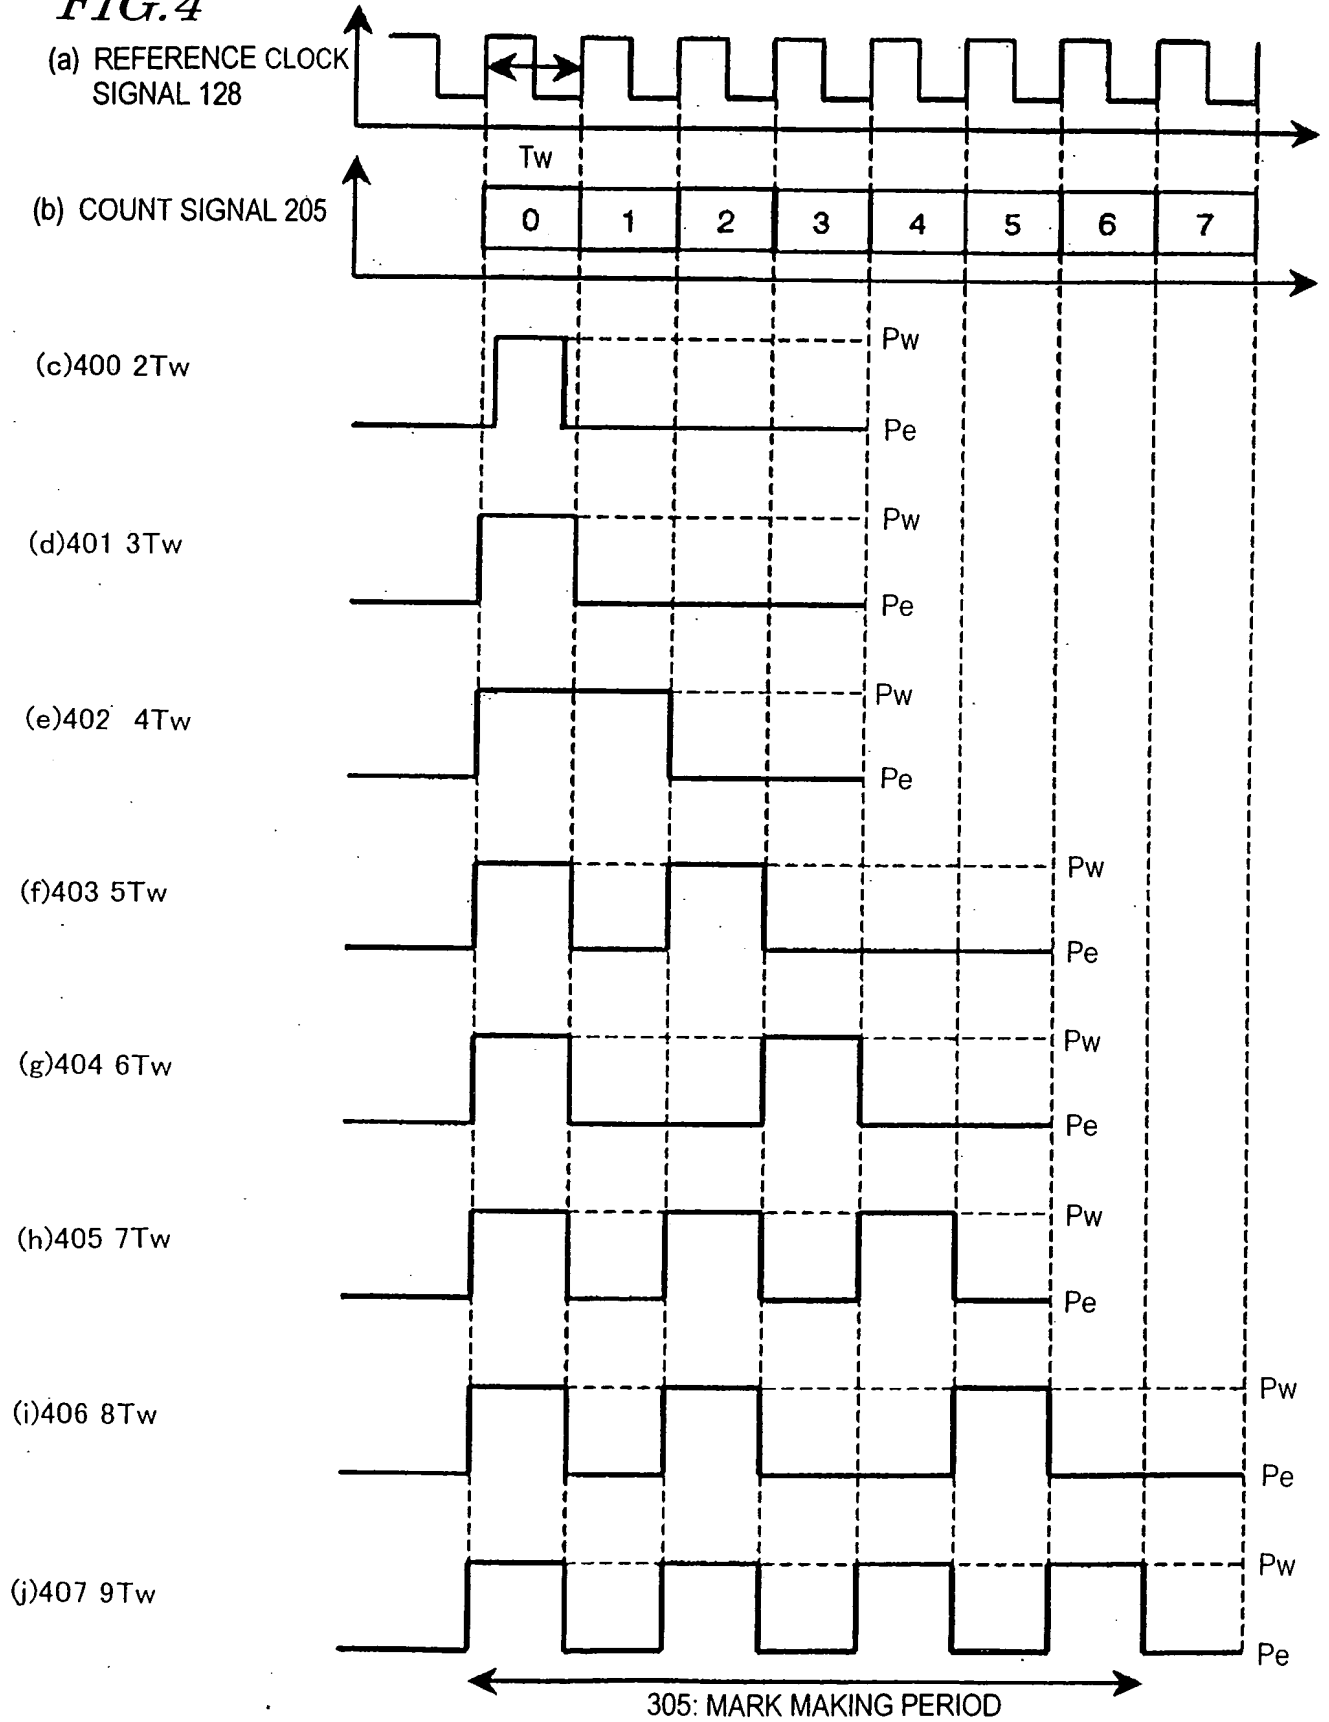 FIG.4
(a) REFERENCE CLOCK
SIGNAL 128
Tw
(b) COUNT SIGNAL 205
0 1 2 3 4 5 6 7
(c)400 2Tw
Pw
Pe
(d)401 3Tw
Pw
Pe
(e)402 4Tw
Pw
Pe
(f)403 5Tw
Pw
Pe
(g)404 6Tw
Pw
Pe
(h)405 7Tw
Pw
Pe
(i)406 8Tw
Pw
Pe
(j)407 9Tw
Pw
Pe
305: MARK MAKING PERIOD